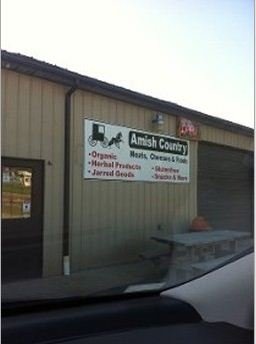 Amish Country
Meats, Cheeses & Foods
• Organic
• Herbal Products
• Jarred Goods
• Glutenfree
• Snacks & More